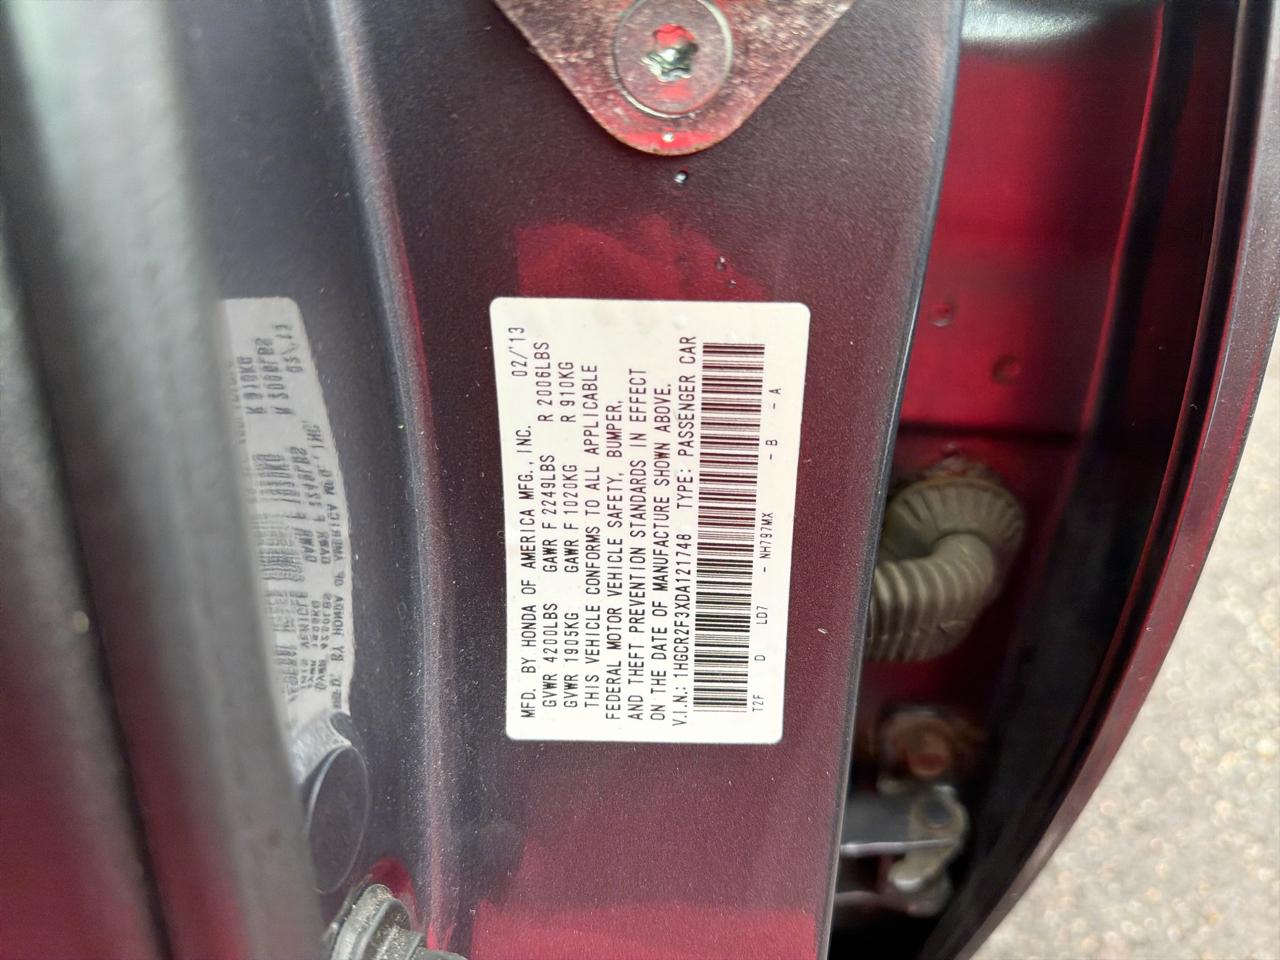 MFD. BY HONDA OF AMERICA MFG., INC. 02/'13
GVWR 4200LBS GAWR F 2249LBS R 2006LBS
GVWR 1905KG GAWR F 1020KG R 910KG
THIS VEHICLE CONFORMS TO ALL APPLICABLE
FEDERAL MOTOR VEHICLE SAFETY, BUMPER,
AND THEFT PREVENTION STANDARDS IN EFFECT
ON THE DATE OF MANUFACTURE SHOWN ABOVE.
V.I.N.: 1HGCR2F3XDA121748 TYPE: PASSENGER CAR
T2F D LD7 - NH797MX - B - A